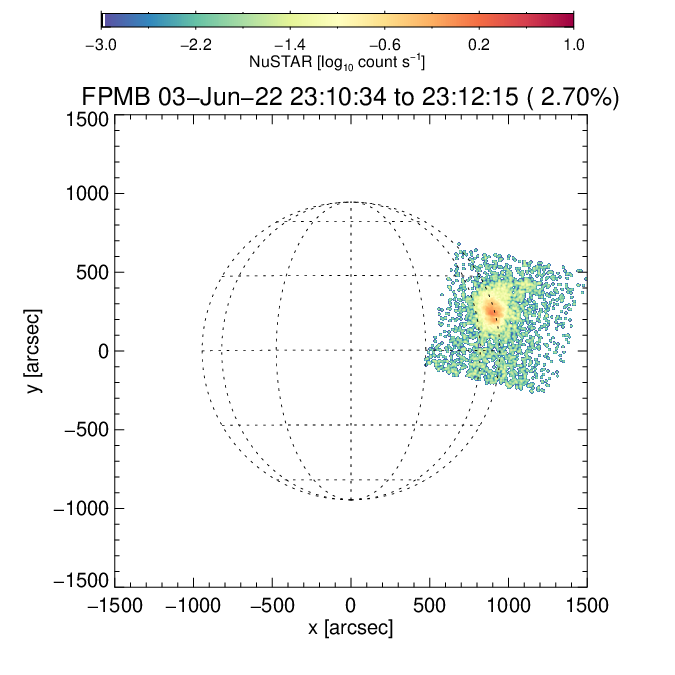 −3.0 −2.2 −1.4 −0.6 0.2 1.0
NuSTAR [log₁₀ count s⁻¹]
FPMB 03−Jun−22 23:10:34 to 23:12:15 ( 2.70%)
1500
1000
500
0
−500
−1000
−1500
y [arcsec]
−1500 −1000 −500 0 500 1000 1500
x [arcsec]